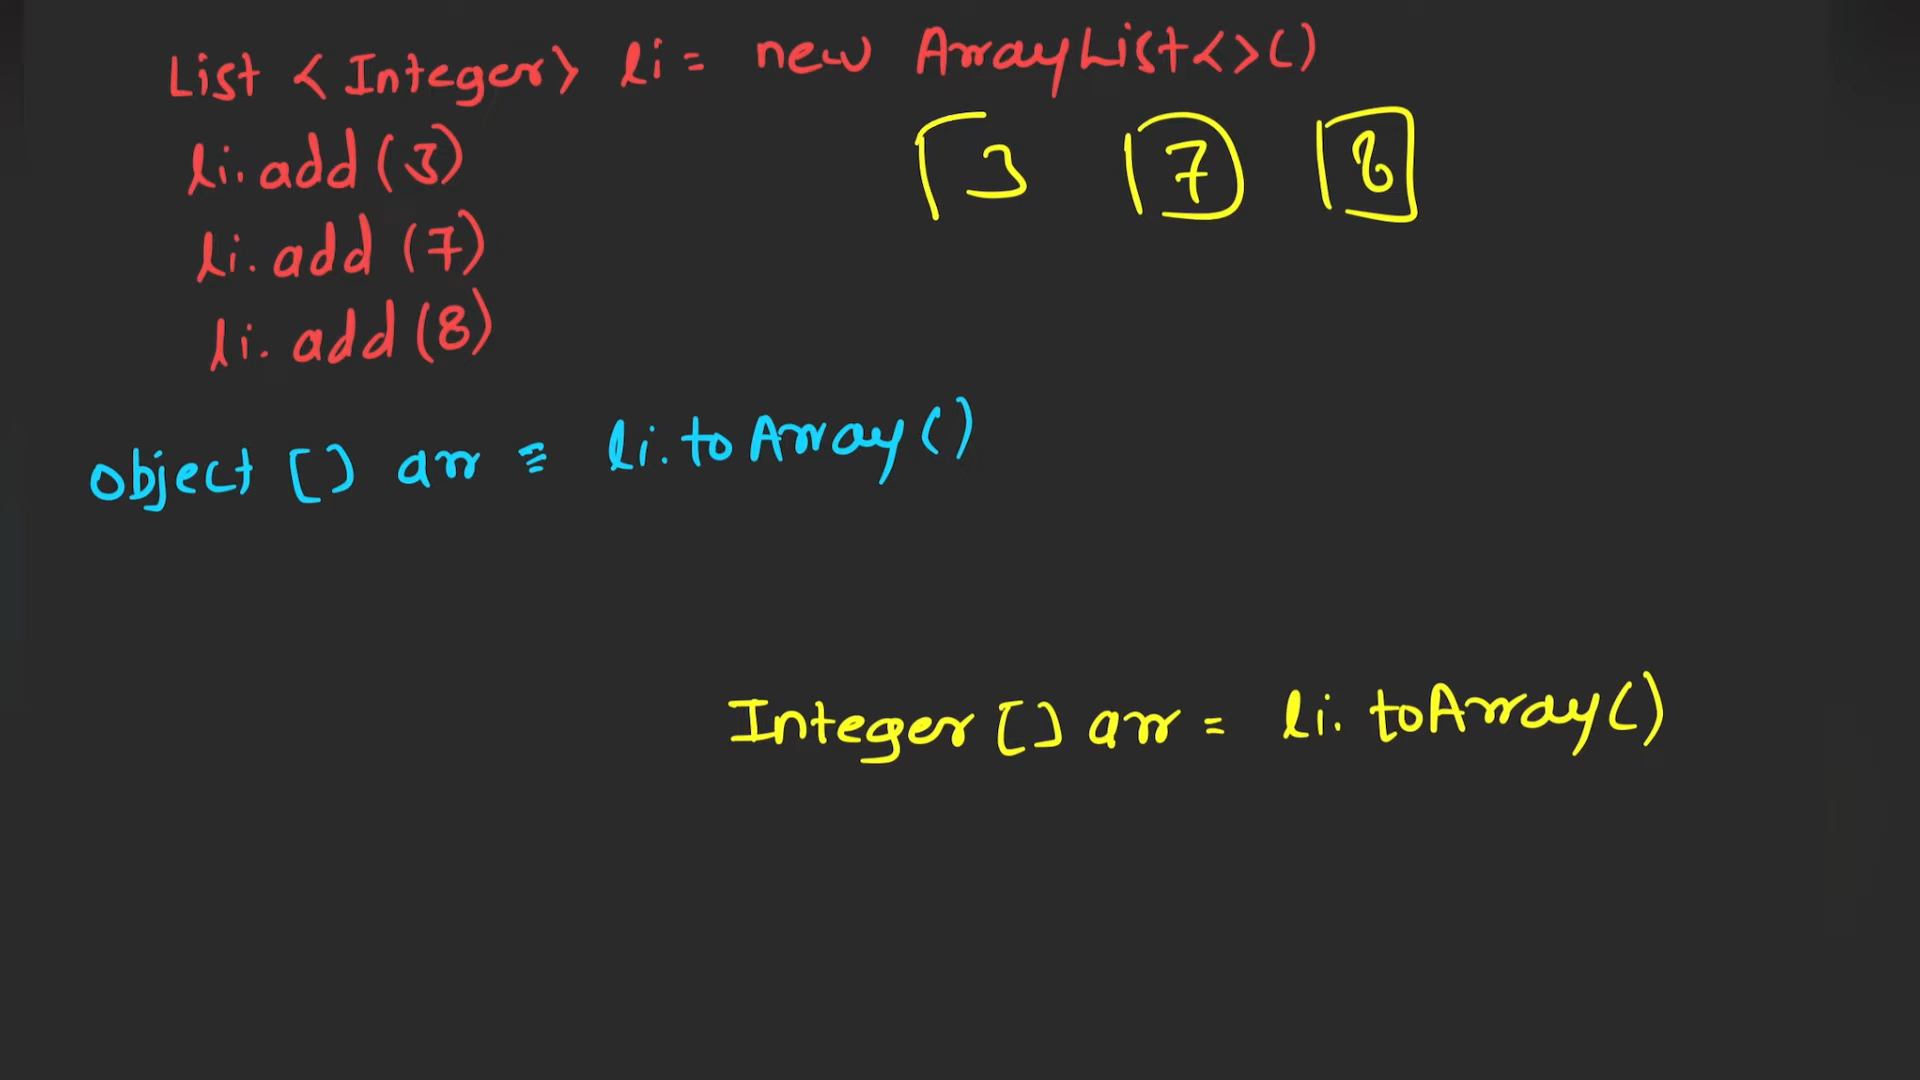 List <Integer> li = new ArrayList<>()
li.add(3)
3 7 8
li.add(7)
li.add(8)
Object [] arr = li.toArray()
Integer [] arr = li.toArray()